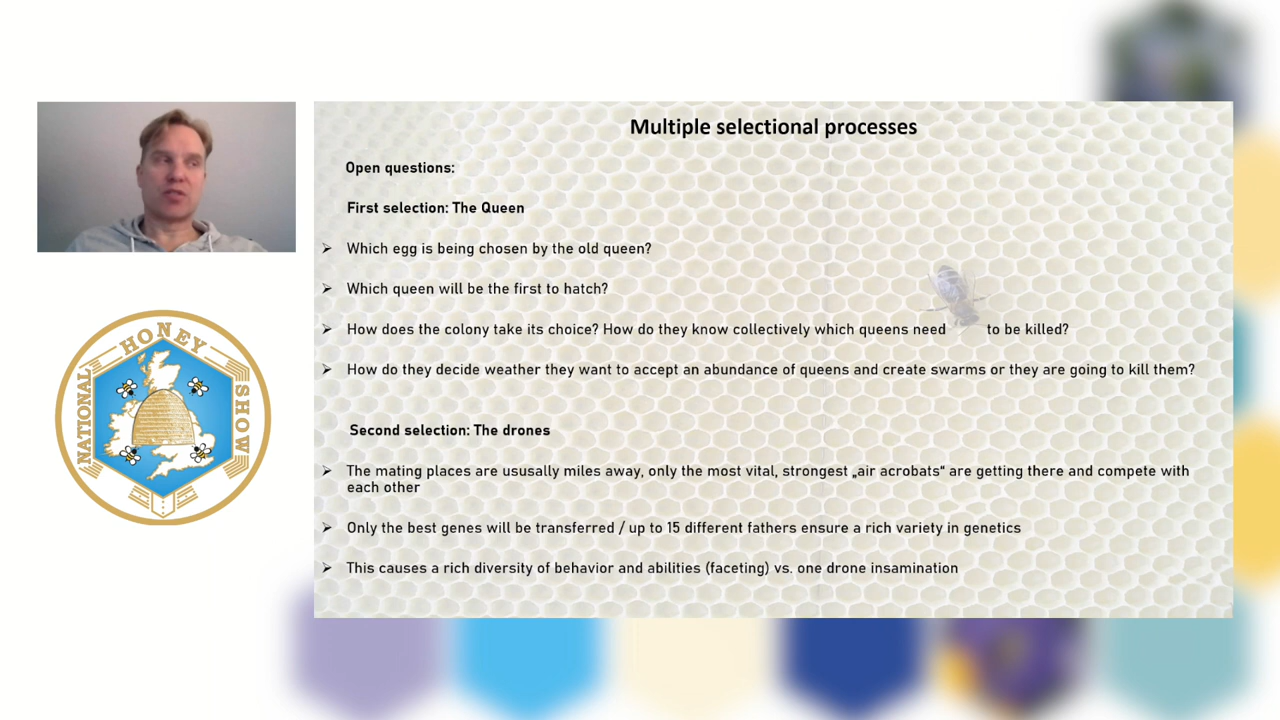 Multiple selectional processes
Open questions:
First selection: The Queen
➢ Which egg is being chosen by the old queen?
➢ Which queen will be the first to hatch?
➢ How does the colony take its choice? How do they know collectively which queens need to be killed?
➢ How do they decide weather they want to accept an abundance of queens and create swarms or they are going to kill them?
Second selection: The drones
➢ The mating places are ususally miles away, only the most vital, strongest „air acrobats“ are getting there and compete with
each other
➢ Only the best genes will be transferred / up to 15 different fathers ensure a rich variety in genetics
➢ This causes a rich diversity of behavior and abilities (faceting) vs. one drone insamination
NATIONAL HONEY SHOW